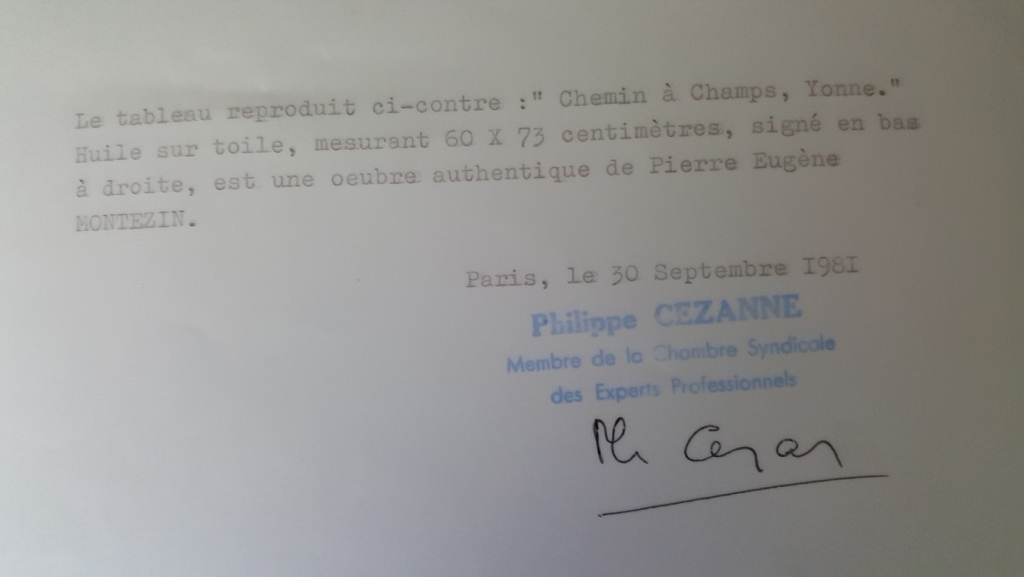 Le tableau reproduit ci-contre :" Chemin à Champs, Yonne."
Huile sur toile, mesurant 60 X 73 centimètres, signé en bas
à droite, est une oeubre authentique de Pierre Eugène
MONTEZIN.
Paris, le 30 Septembre I98I
Philippe CEZANNE
Membre de la Chambre Syndicale
des Experts Professionnels
Ph Cezan